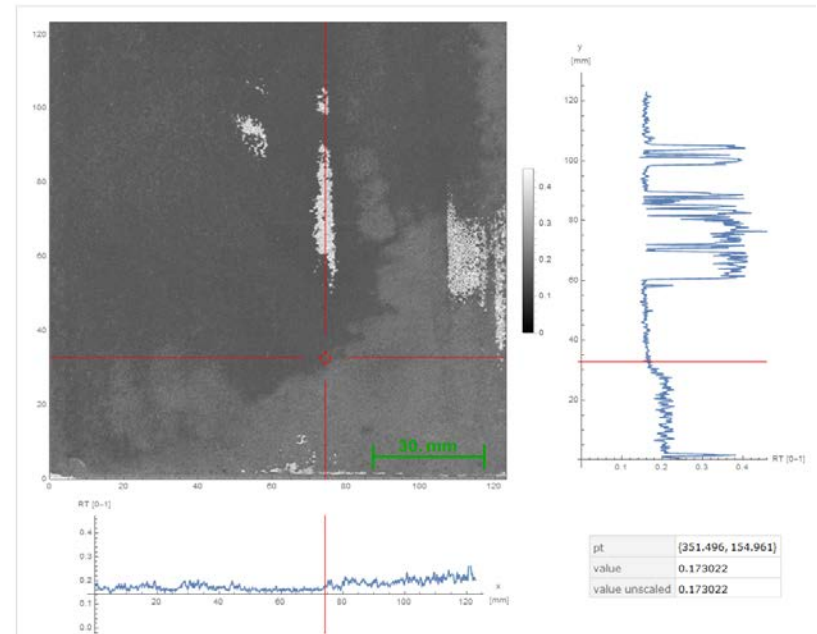 120
100
80
60
40
20
0
0 20 40 60 80 100 120
30. mm
0.4
0.3
0.2
0.1
0
y
[mm]
120
100
80
60
40
20
0.1 0.2 0.3 0.4 RT [0-1]
RT [0-1]
0.4
0.3
0.2
0.1
0.0
20 40 60 80 100 120
x
[mm]
pt {351.496, 154.961}
value 0.173022
value unscaled 0.173022